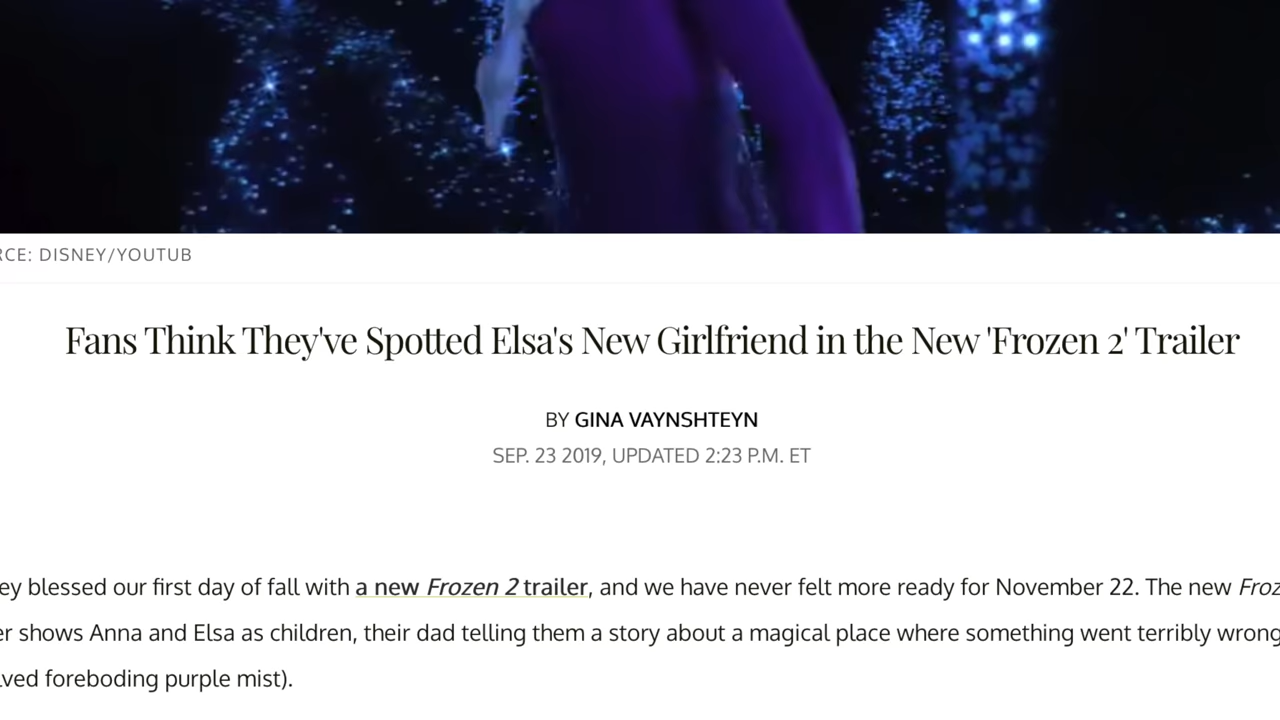 RCE: DISNEY/YOUTUB
Fans Think They've Spotted Elsa's New Girlfriend in the New 'Frozen 2' Trailer
BY GINA VAYNSHTEYN
SEP. 23 2019, UPDATED 2:23 P.M. ET
ey blessed our first day of fall with a new Frozen 2 trailer, and we have never felt more ready for November 22. The new Froz
er shows Anna and Elsa as children, their dad telling them a story about a magical place where something went terribly wrong
lved foreboding purple mist).